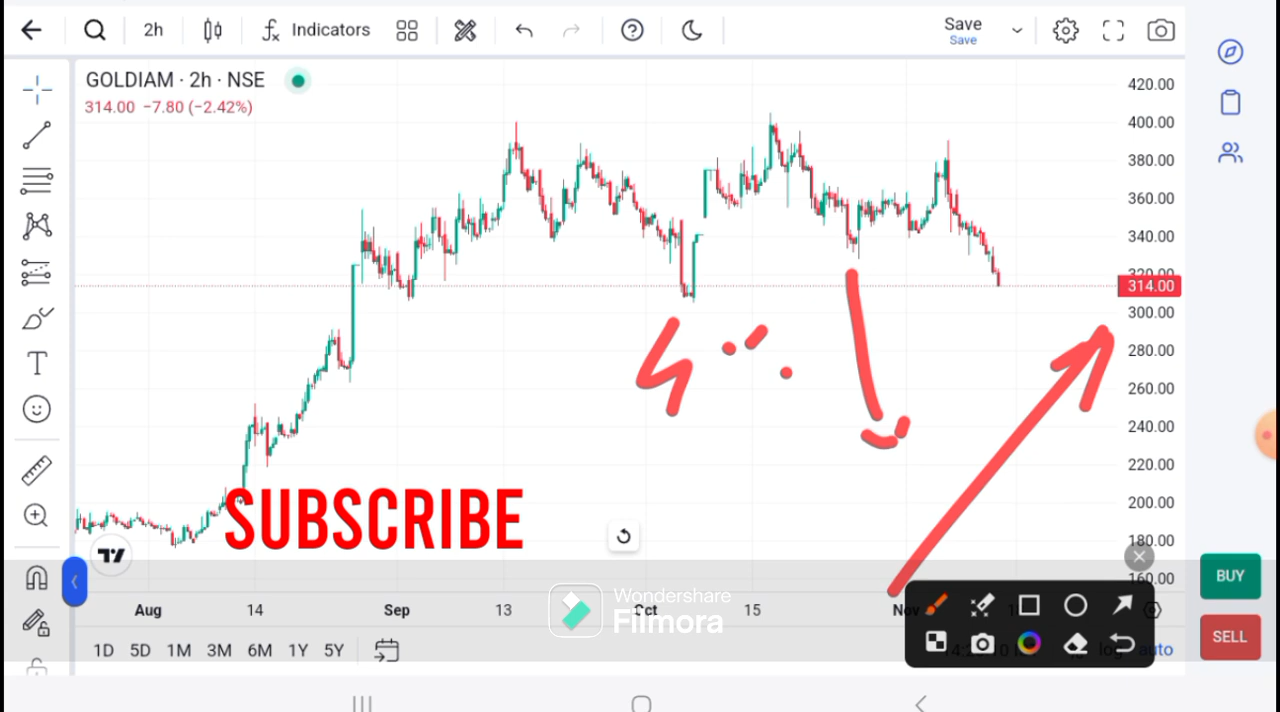 2h
Indicators
Save
Save
GOLDIAM · 2h · NSE
314.00 −7.80 (−2.42%)
420.00
400.00
380.00
360.00
340.00
320.00
314.00
300.00
280.00
260.00
240.00
220.00
200.00
180.00
160.00
SUBSCRIBE
Wondershare
Filmora
Aug 14 Sep 13 Oct 15 Nov
1D 5D 1M 3M 6M 1Y 5Y
auto
BUY
SELL